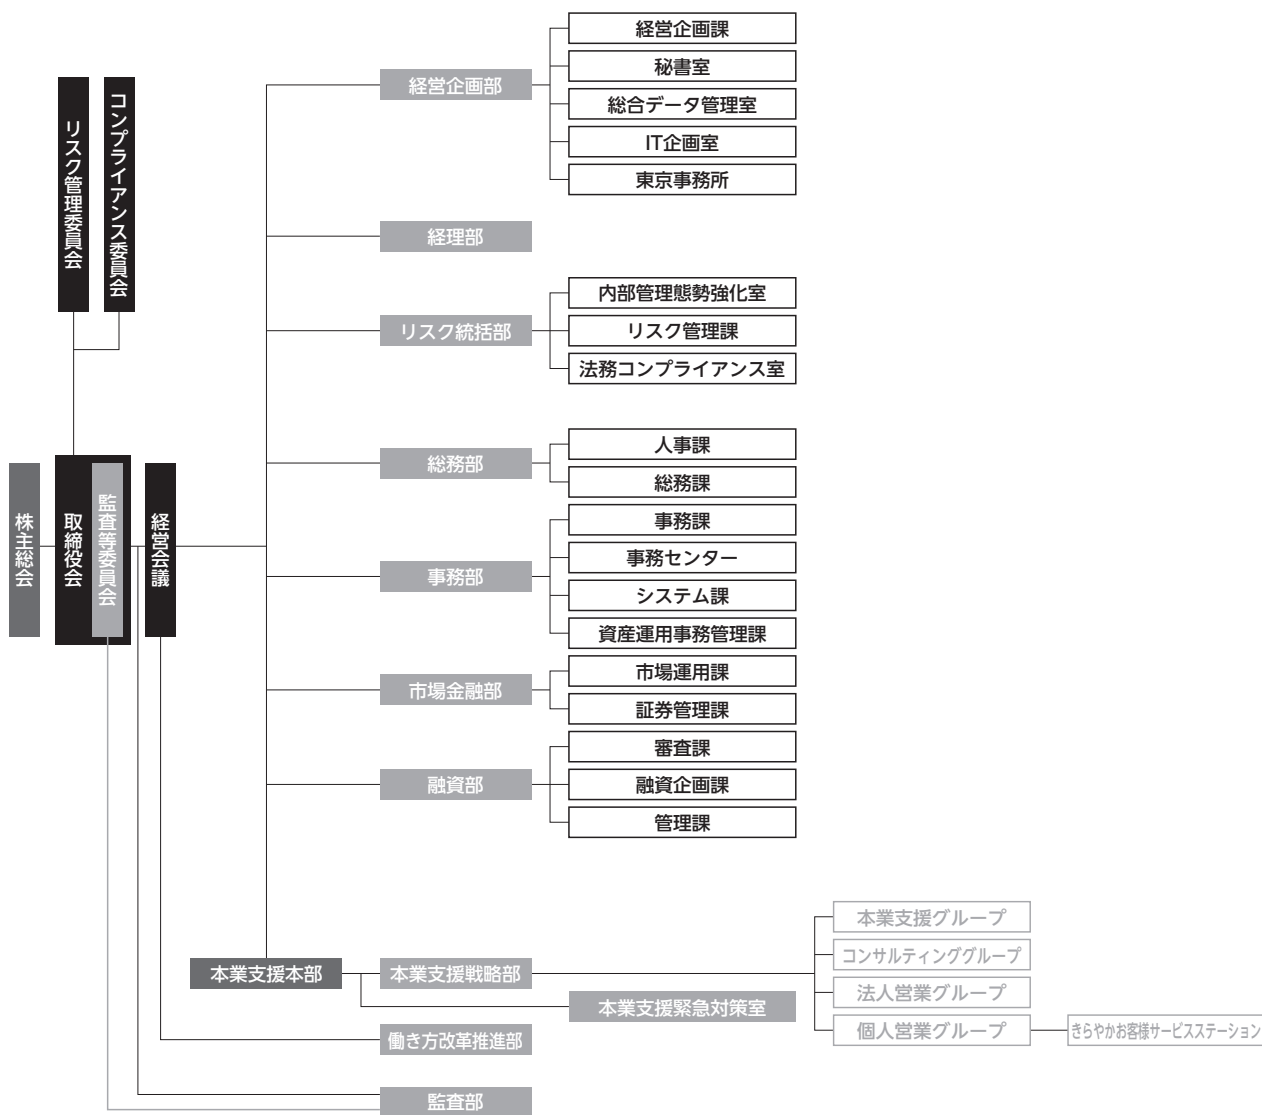 リスク管理委員会
コンプライアンス委員会
株主総会
取締役会
監査等委員会
経営会議
経営企画部
経営企画課
秘書室
総合データ管理室
IT企画室
東京事務所
経理部
リスク統括部
内部管理態勢強化室
リスク管理課
法務コンプライアンス室
総務部
人事課
総務課
事務部
事務課
事務センター
システム課
資産運用事務管理課
市場金融部
市場運用課
証券管理課
融資部
審査課
融資企画課
管理課
本業支援本部
本業支援戦略部
本業支援グループ
コンサルティンググループ
法人営業グループ
個人営業グループ
きらやかお客様サービスステーション
本業支援緊急対策室
働き方改革推進部
監査部